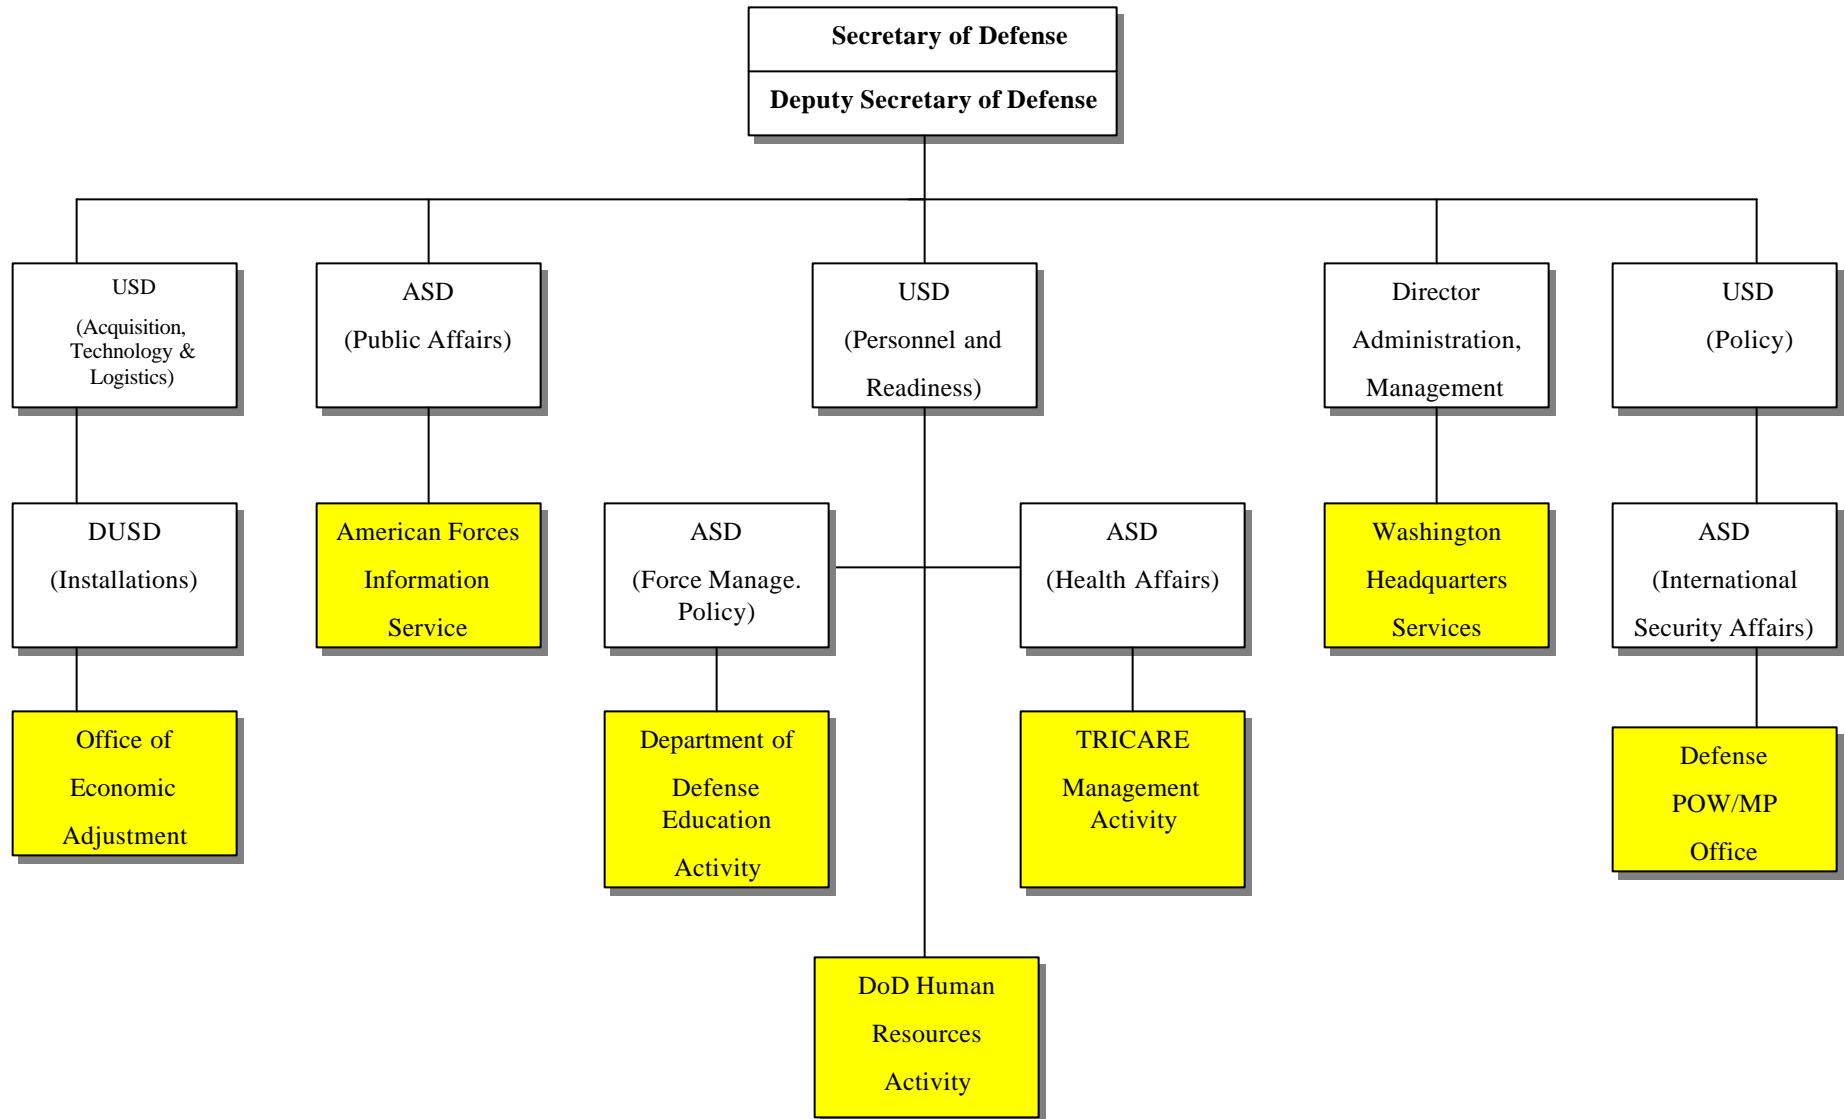 Secretary of Defense
Deputy Secretary of Defense
USD
(Acquisition,
Technology &
Logistics)
ASD
(Public Affairs)
USD
(Personnel and
Readiness)
Director
Administration,
Management
USD
(Policy)
DUSD
(Installations)
American Forces
Information
Service
ASD
(Force Manage.
Policy)
ASD
(Health Affairs)
Washington
Headquarters
Services
ASD
(International
Security Affairs)
Office of
Economic
Adjustment
Department of
Defense
Education
Activity
TRICARE
Management
Activity
Defense
POW/MP
Office
DoD Human
Resources
Activity